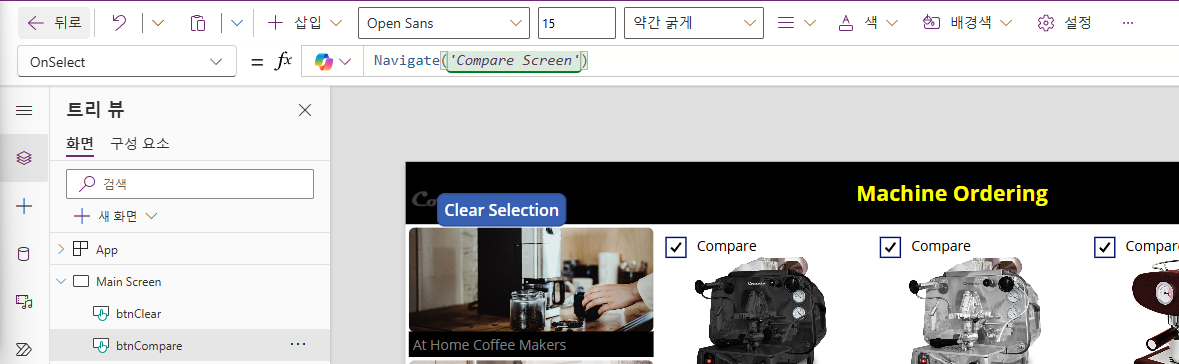 뒤로 삽입 Open Sans 15 약간 굵게 색 배경색 설정 ...
OnSelect = fx Navigate('Compare Screen')
트리 뷰
화면 구성 요소
검색
새 화면
App
Main Screen
btnClear
btnCompare ...
Machine Ordering
Clear Selection
Compare Compare
At Home Coffee Makers